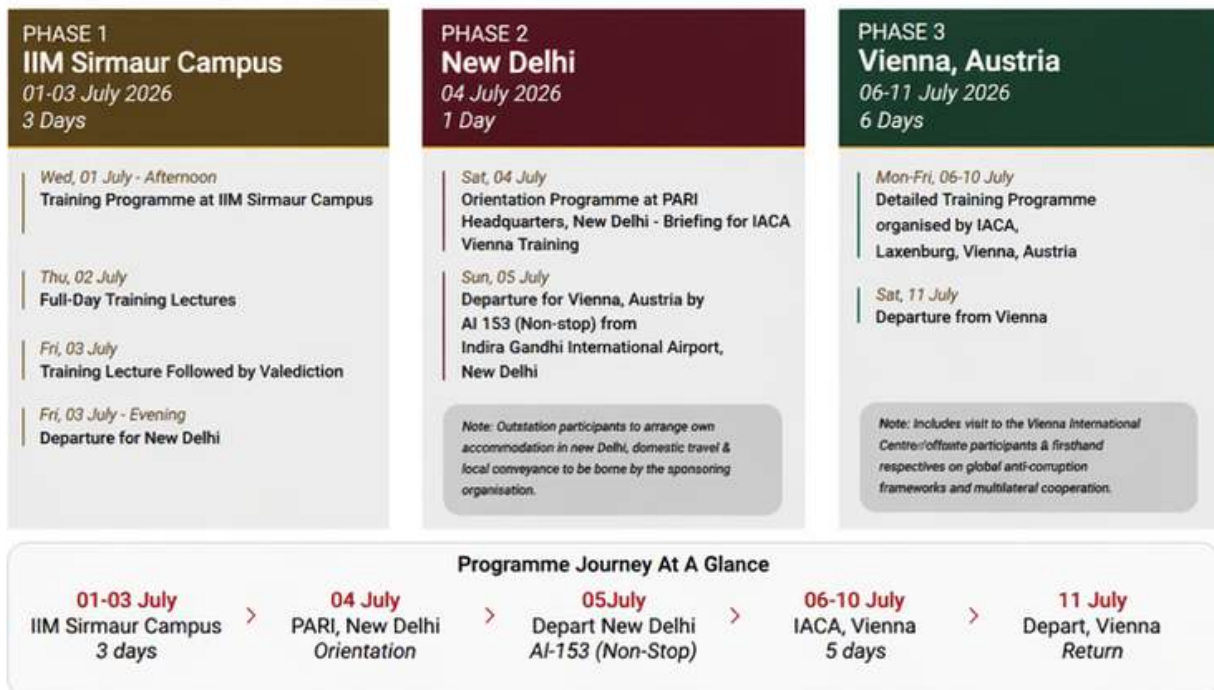 PHASE 1
IIM Sirmaur Campus
01-03 July 2026
3 Days
Wed, 01 July - Afternoon
Training Programme at IIM Sirmaur Campus
Thu, 02 July
Full-Day Training Lectures
Fri, 03 July
Training Lecture Followed by Valediction
Fri, 03 July - Evening
Departure for New Delhi
PHASE 2
New Delhi
04 July 2026
1 Day
Sat, 04 July
Orientation Programme at PARI
Headquarters, New Delhi - Briefing for IACA
Vienna Training
Sun, 05 July
Departure for Vienna, Austria by
AI 153 (Non-stop) from
Indira Gandhi International Airport,
New Delhi
Note: Outstation participants to arrange own
accommodation in new Delhi, domestic travel &
local conveyance to be borne by the sponsoring
organisation.
PHASE 3
Vienna, Austria
06-11 July 2026
6 Days
Mon-Fri, 06-10 July
Detailed Training Programme
organised by IACA,
Laxenburg, Vienna, Austria
Sat, 11 July
Departure from Vienna
Note: Includes visit to the Vienna International
participants & firsthand
respectives on global anti-corruption
frameworks and multilateral cooperation.
Programme Journey At A Glance
01-03 July
IIM Sirmaur Campus
3 days
04 July
PARI, New Delhi
Orientation
05July
Depart New Delhi
AI-153 (Non-Stop)
06-10 July
IACA, Vienna
5 days
11 July
Depart, Vienna
Return